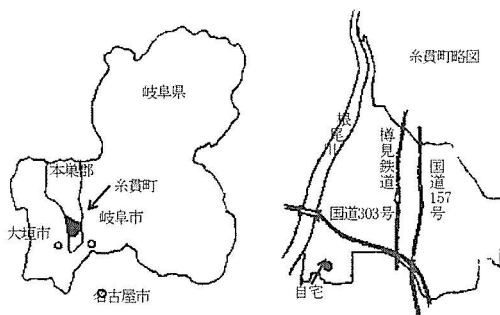 岐阜県
本巣郡
糸貫町
岐阜市
大垣市
名古屋市
糸貫町略図
根尾川
樽見鉄道
国道157号
国道303号
自宅